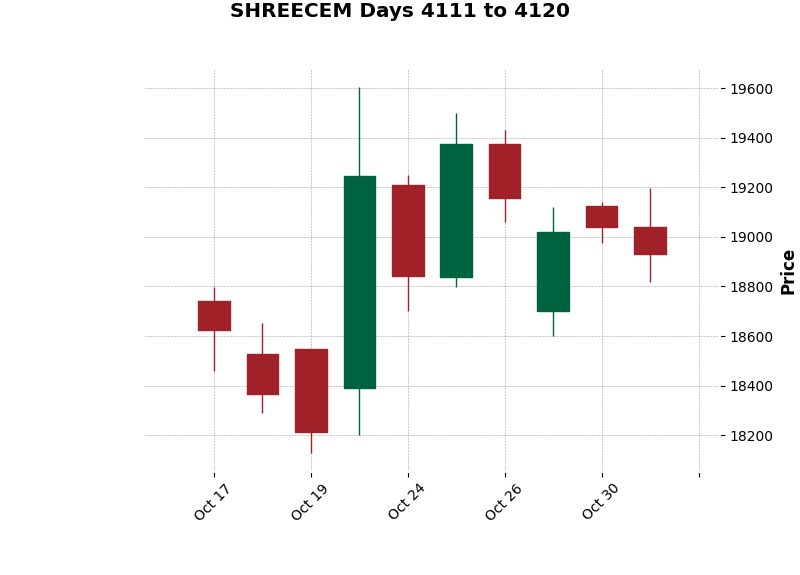 SHREECEM Days 4111 to 4120
19600
19400
19200
19000
18800
18600
18400
18200
Price
Oct 17
Oct 19
Oct 24
Oct 26
Oct 30